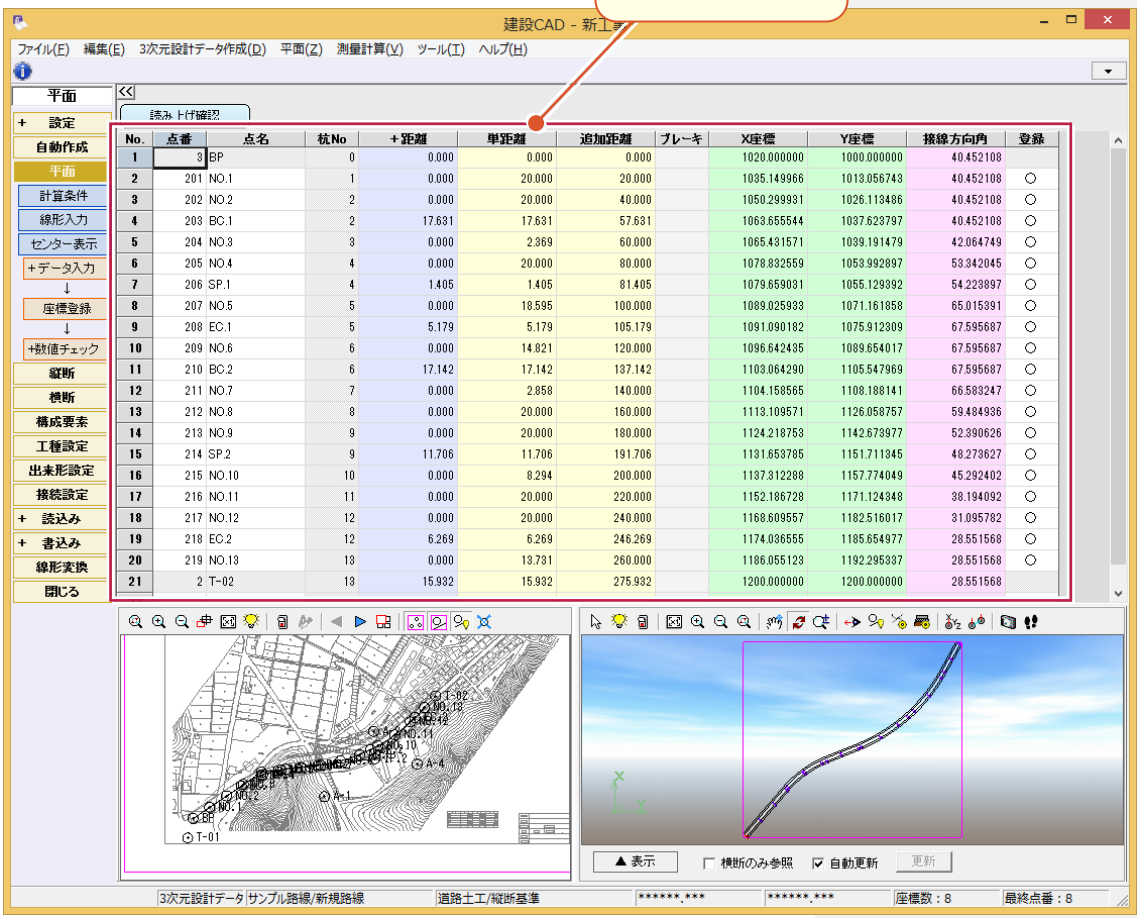 建設CAD - 新工事
ファイル(F) 編集(E) 3次元設計データ作成(D) 平面(Z) 測量計算(V) ツール(T) ヘルプ(H)
平面
+ 設定
自動作成
平面
計算条件
線形入力
センター表示
+データ入力
↓
座標登録
↓
+数値チェック
縦断
横断
構成要素
工種設定
出来形設定
接続設定
+ 読込み
+ 書込み
線形変換
閉じる
<<
読み上げ確認
No. 点番 点名 杭No +距離 単距離 追加距離 ブレーキ X座標 Y座標 接線方向角 登録
1 3 BP 0 0.000 0.000 0.000 1020.000000 1000.000000 40.452108
2 201 NO.1 1 0.000 20.000 20.000 1035.149966 1013.056743 40.452108 ○
3 202 NO.2 2 0.000 20.000 40.000 1050.299931 1026.113486 40.452108 ○
4 203 BC.1 2 17.631 17.631 57.631 1063.655544 1037.623797 40.452108 ○
5 204 NO.3 3 0.000 2.369 60.000 1065.431571 1039.191479 42.064749 ○
6 205 NO.4 4 0.000 20.000 80.000 1078.832559 1053.992897 53.342045 ○
7 206 SP.1 4 1.405 1.405 81.405 1079.659031 1055.129392 54.223897 ○
8 207 NO.5 5 0.000 18.595 100.000 1089.025933 1071.161858 65.015391 ○
9 208 EC.1 5 5.179 5.179 105.179 1091.090182 1075.912309 67.595687 ○
10 209 NO.6 6 0.000 14.821 120.000 1096.642435 1089.654017 67.595687 ○
11 210 BC.2 6 17.142 17.142 137.142 1103.064290 1105.547969 67.595687 ○
12 211 NO.7 7 0.000 2.858 140.000 1104.158565 1108.188141 66.583247 ○
13 212 NO.8 8 0.000 20.000 160.000 1113.109571 1126.058757 59.484936 ○
14 213 NO.9 9 0.000 20.000 180.000 1124.218753 1142.673977 52.390626 ○
15 214 SP.2 9 11.706 11.706 191.706 1131.653785 1151.711345 48.273627 ○
16 215 NO.10 10 0.000 8.294 200.000 1137.312288 1157.774049 45.292402 ○
17 216 NO.11 11 0.000 20.000 220.000 1152.186728 1171.124348 38.194092 ○
18 217 NO.12 12 0.000 20.000 240.000 1168.609557 1182.516017 31.095782 ○
19 218 EC.2 12 6.269 6.269 246.269 1174.036555 1185.654977 28.551568 ○
20 219 NO.13 13 0.000 13.731 260.000 1186.055123 1192.295337 28.551568 ○
21 2 T-02 13 15.932 15.932 275.932 1200.000000 1200.000000 28.551568
T-02
NO.13
A-4
A-1
NO.2
NO.1
BP
T-01
X
Y
▲ 表示 横断のみ参照 自動更新 更新
3次元設計データ サンプル路線/新規路線 道路土工/縦断基準 ******.*** ******.*** 座標数:8 最終点番:8